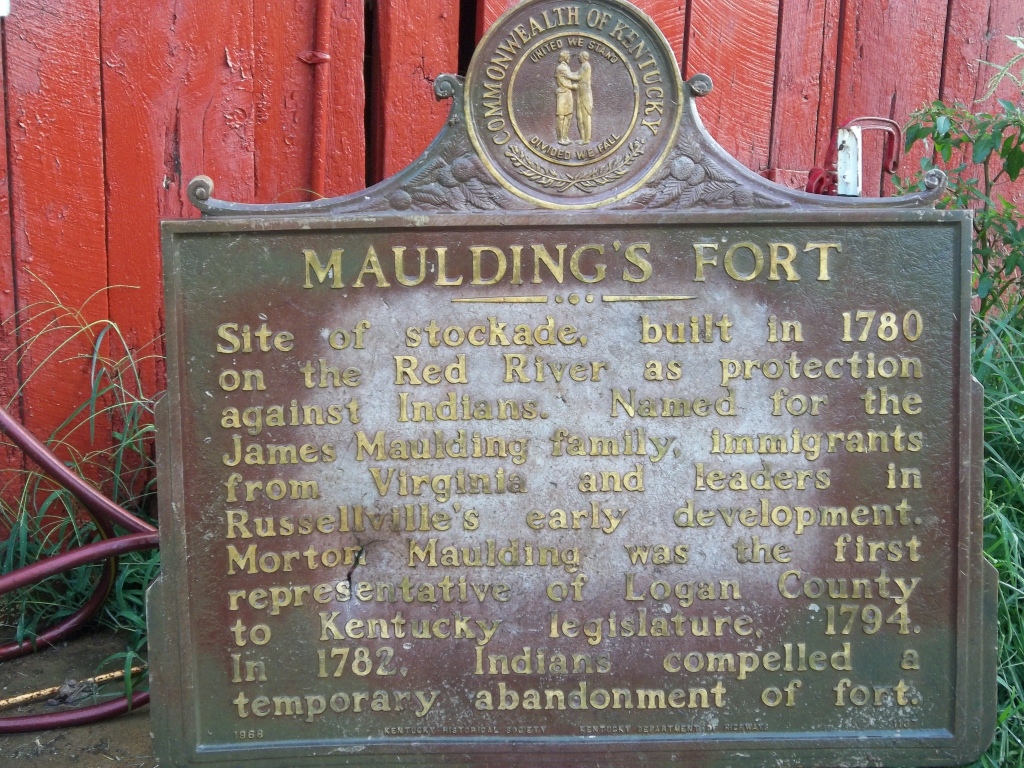 COMMONWEALTH OF KENTUCKY
UNITED WE STAND
DIVIDED WE FALL
MAULDING'S FORT
Site of stockade, built in 1780
on the Red River as protection
against Indians. Named for the
James Maulding family, immigrants
from Virginia and leaders in
Russellville's early development.
Morton Maulding was the first
representative of Logan County
to Kentucky legislature, 1794.
In 1782, Indians compelled a
temporary abandonment of fort.
1968 KENTUCKY HISTORICAL SOCIETY KENTUCKY DEPARTMENT OF HIGHWAYS